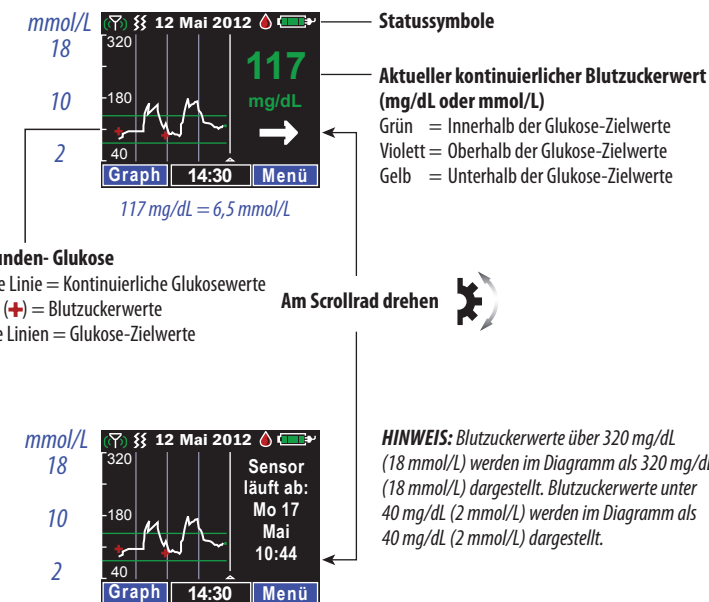 mmol/L
18
10
2
12 Mai 2012
320
180
40
117
mg/dL
Graph
14:30
Menü
117 mg/dL = 6,5 mmol/L
Statussymbole
Aktueller kontinuierlicher Blutzuckerwert
(mg/dL oder mmol/L)
Grün = Innerhalb der Glukose-Zielwerte
Violett = Oberhalb der Glukose-Zielwerte
Gelb = Unterhalb der Glukose-Zielwerte
unden- Glukose
e Linie = Kontinuierliche Glukosewerte
(+) = Blutzuckerwerte
e Linien = Glukose-Zielwerte
Am Scrollrad drehen
mmol/L
18
10
2
12 Mai 2012
320
180
40
Sensor
läuft ab:
Mo 17
Mai
10:44
Graph
14:30
Menü
HINWEIS: Blutzuckerwerte über 320 mg/dL
(18 mmol/L) werden im Diagramm als 320 mg/dL
(18 mmol/L) dargestellt. Blutzuckerwerte unter
40 mg/dL (2 mmol/L) werden im Diagramm als
40 mg/dL (2 mmol/L) dargestellt.